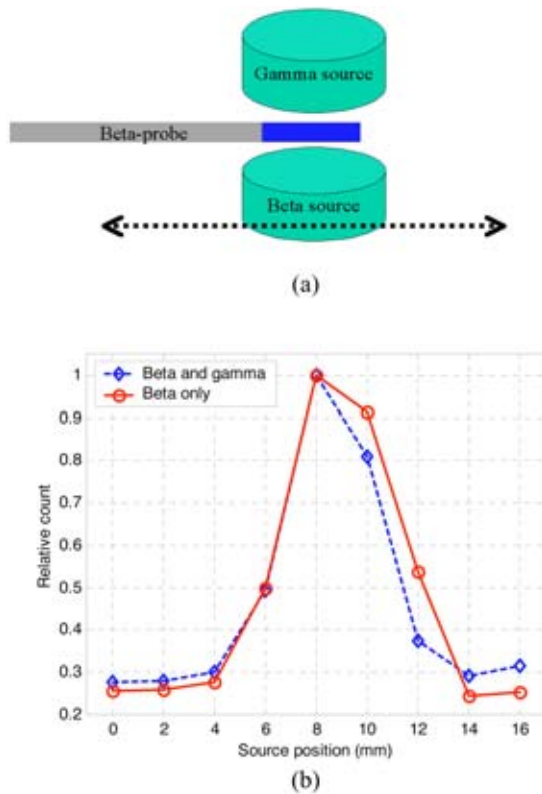 Gamma source
Beta-probe
Beta source
(a)
Beta and gamma
Beta only
1
0.9
0.8
0.7
0.6
0.5
0.4
0.3
0.2
Relative count
0 2 4 6 8 10 12 14 16
Source position (mm)
(b)